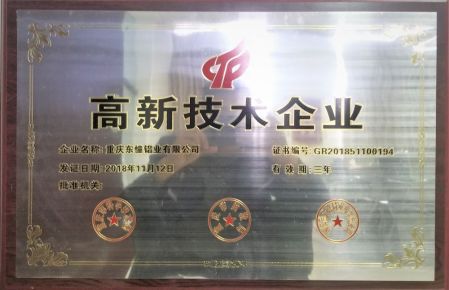 高新技术企业
企业名称:重庆东缘铝业有限公司
证书编号:GR201851100194
发证日期:2018年11月12日
有效期:三年
批准机关: